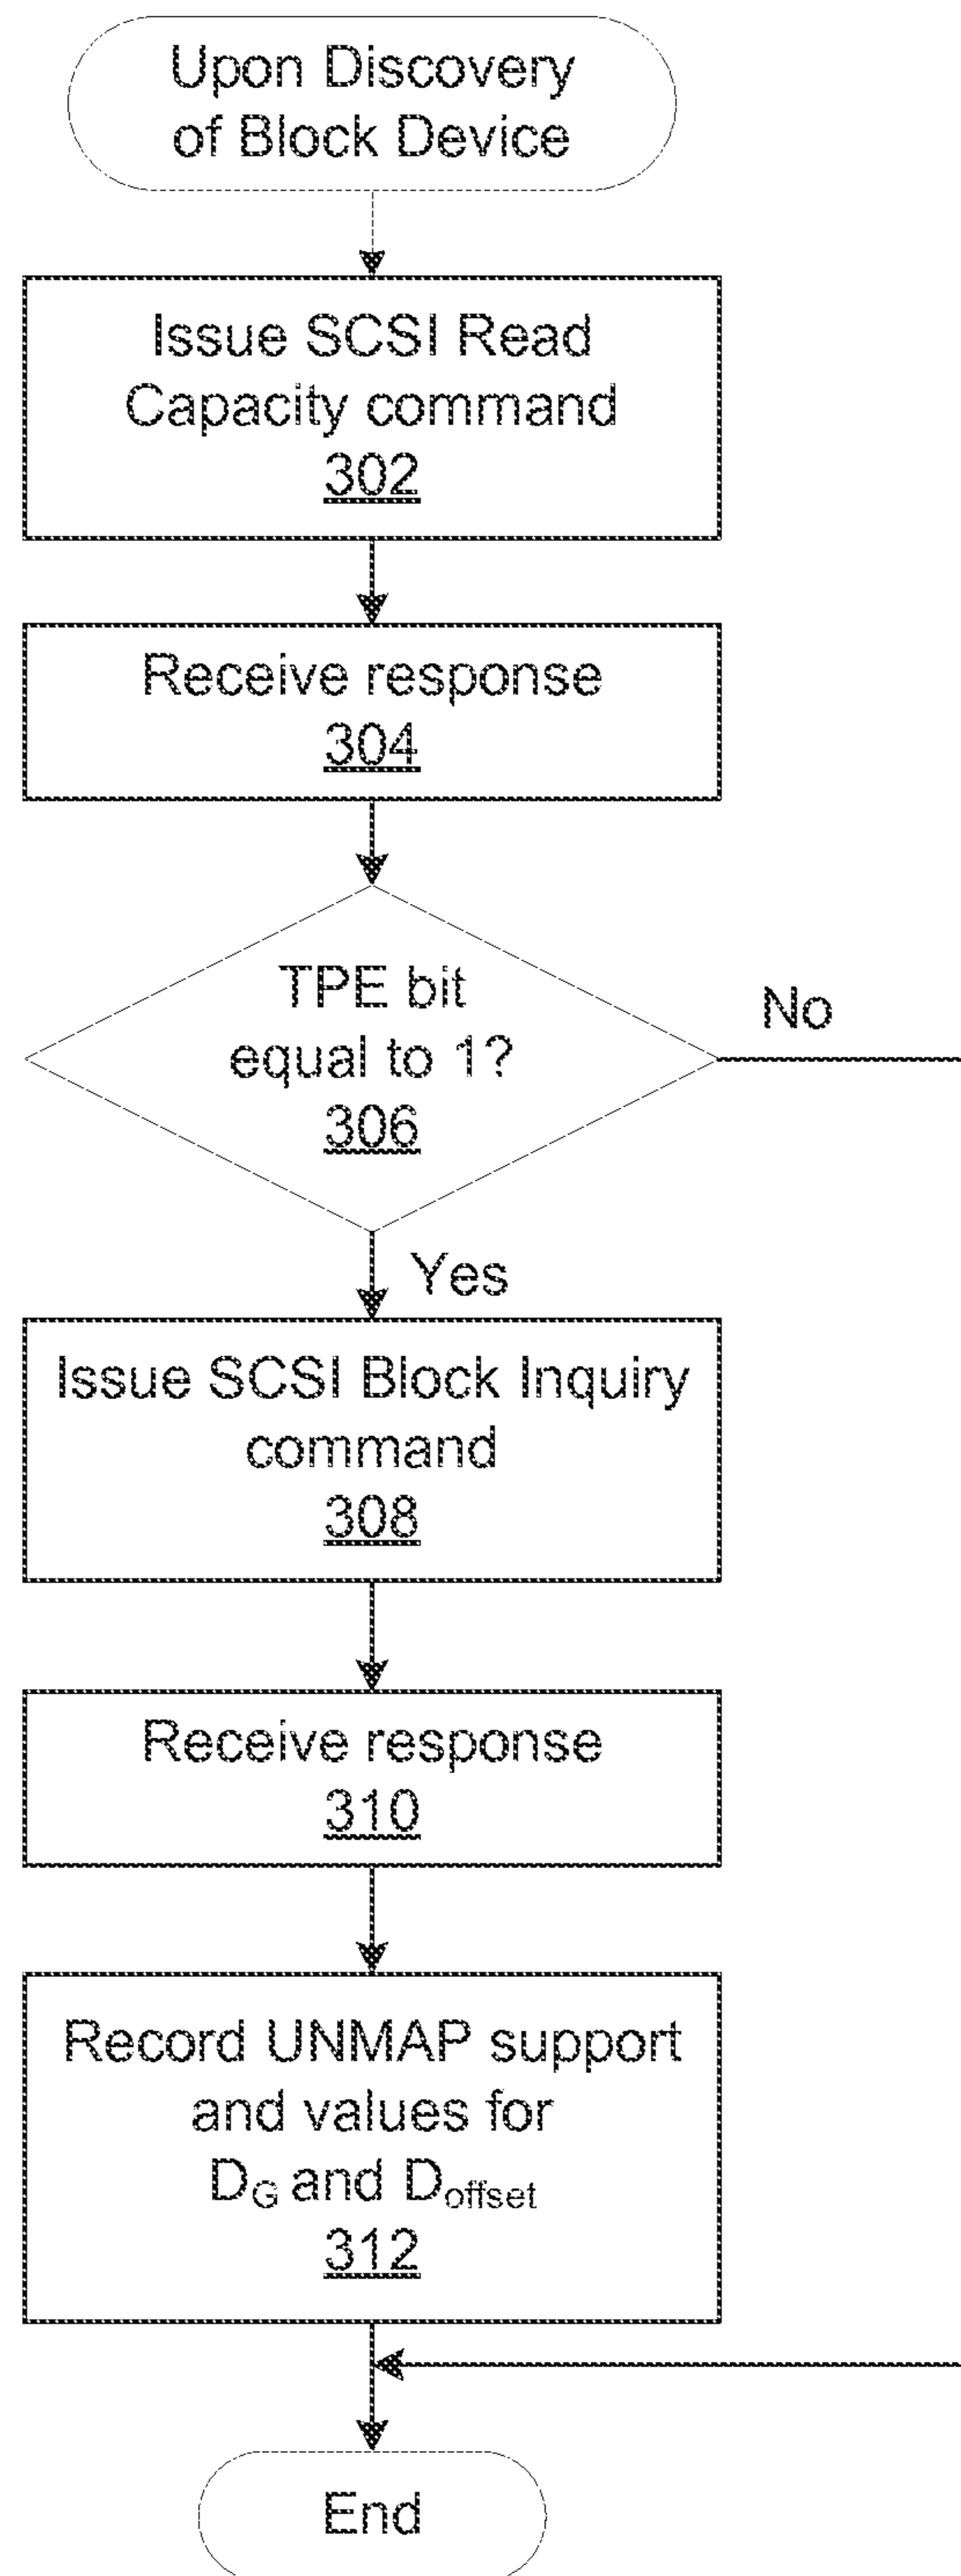 Upon Discovery
of Block Device
Issue SCSI Read
Capacity command
302
Receive response
304
TPE bit
equal to 1?
306
No
Yes
Issue SCSI Block Inquiry
command
308
Receive response
310
Record UNMAP support
and values for
DG and Doffset
312
End